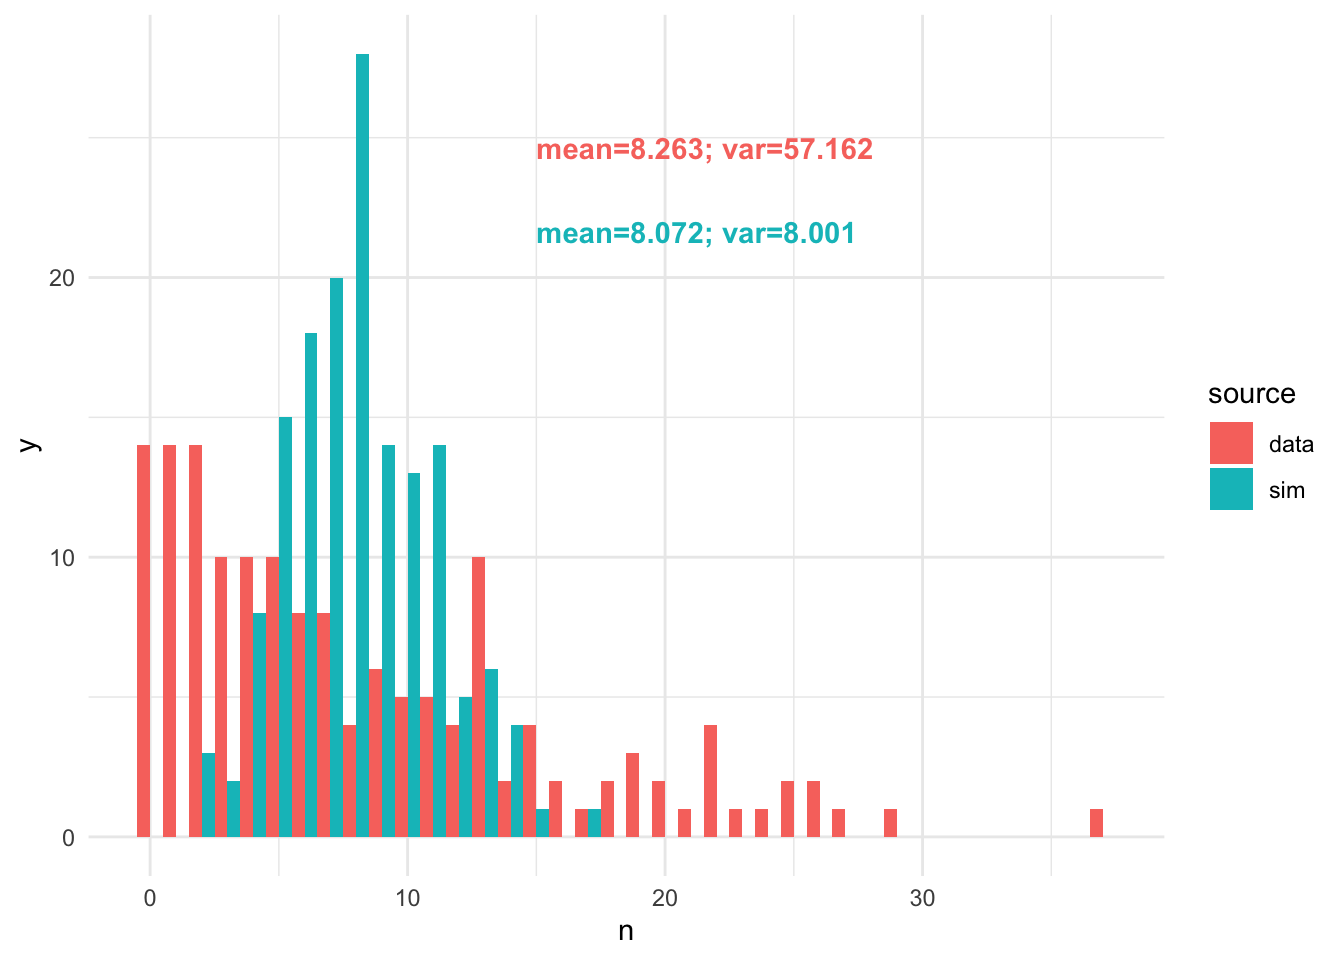 mean=8.263; var=57.162
mean=8.072; var=8.001
20
10
0
y
0 10 20 30
n
source
data
sim